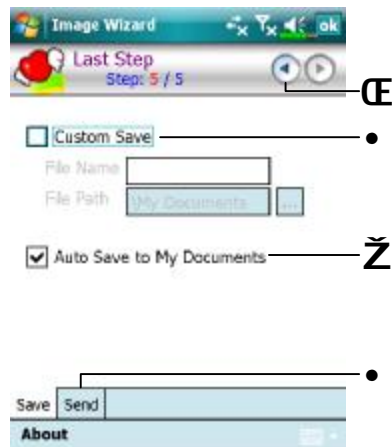 Image Wizard ok
Last Step
Step: 5 / 5
Œ
Custom Save
•
File Name
File Path \My Documents ...
Auto Save to My Documents
Ž
•
Save Send
About